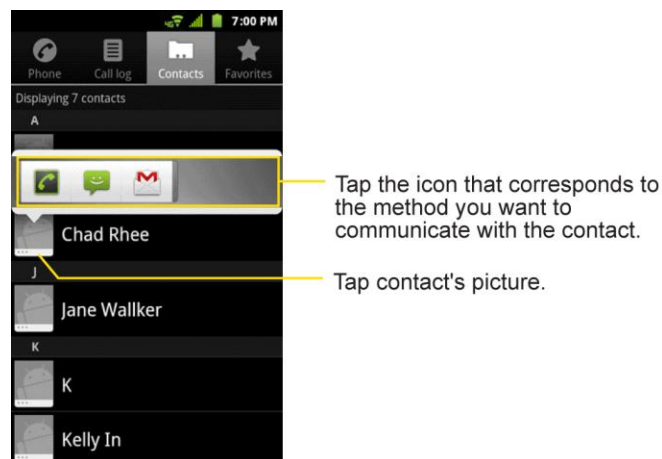 7:00 PM
Phone Call log Contacts Favorites
Displaying 7 contacts
A
Tap the icon that corresponds to
the method you want to
communicate with the contact.
Chad Rhee
Tap contact's picture.
J
Jane Wallker
K
K
Kelly In